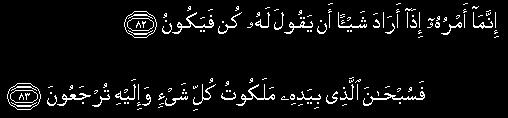 إِنَّمَآ أَمْرُهُۥٓ إِذَآ أَرَادَ شَيْـًٔا أَن يَقُولَ لَهُۥ كُن فَيَكُونُ ٨٢
فَسُبْحَـٰنَ ٱلَّذِى بِيَدِهِۦ مَلَكُوتُ كُلِّ شَىْءٍ وَإِلَيْهِ تُرْجَعُونَ ٨٣